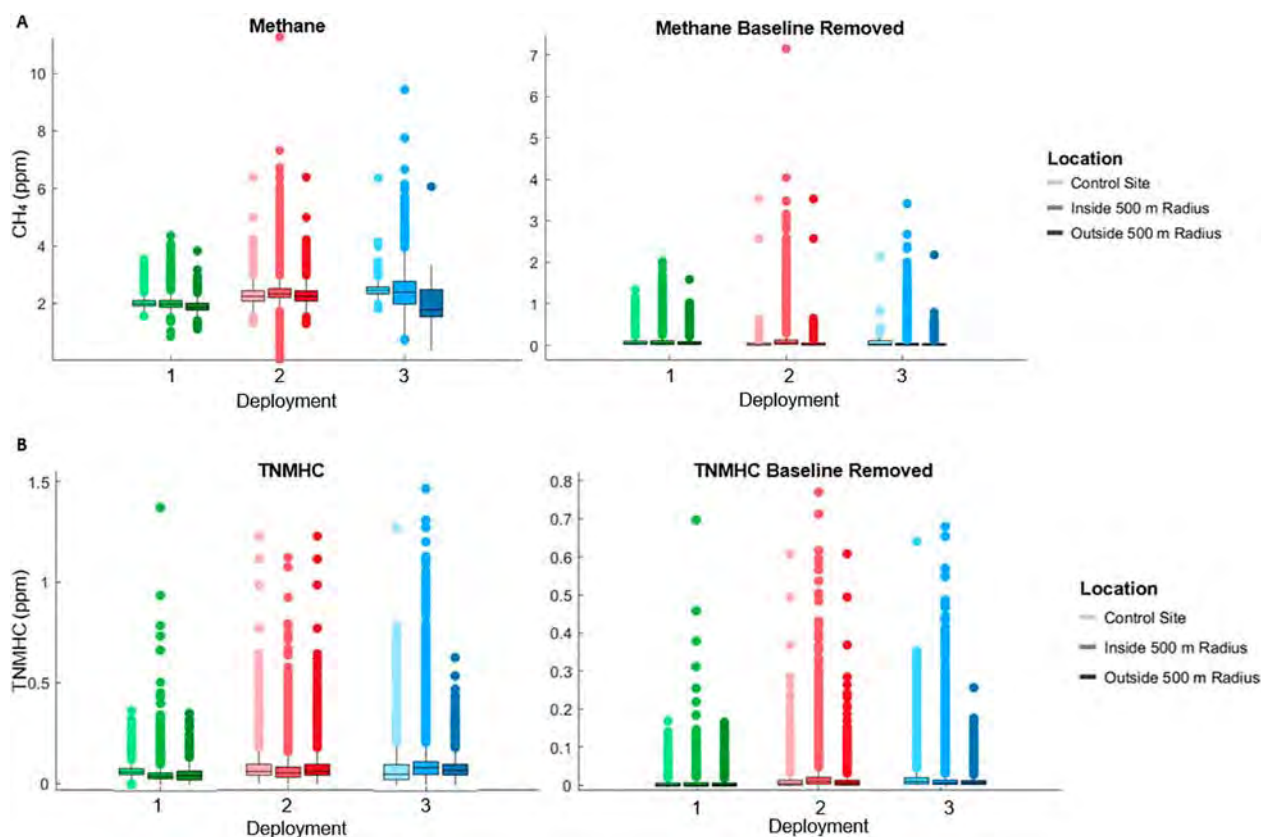 A
Methane
Methane Baseline Removed
CH₄ (ppm)
10
8
6
4
2
1
2
3
Deployment
7
6
5
4
3
2
1
0
1
2
3
Deployment
Location
Control Site
Inside 500 m Radius
Outside 500 m Radius
B
TNMHC
TNMHC Baseline Removed
TNMHC (ppm)
1.5
1
0.5
0
1
2
3
Deployment
0.8
0.7
0.6
0.5
0.4
0.3
0.2
0.1
0
1
2
3
Deployment
Location
Control Site
Inside 500 m Radius
Outside 500 m Radius